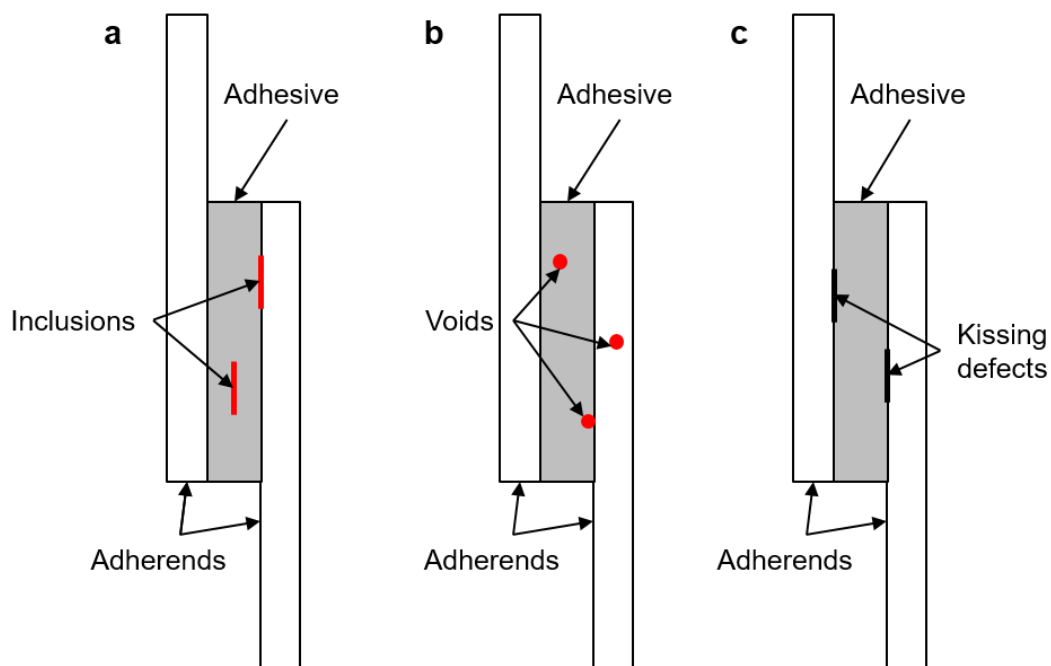 a
b
c
Adhesive
Adhesive
Adhesive
Inclusions
Voids
Kissing
defects
Adherends
Adherends
Adherends